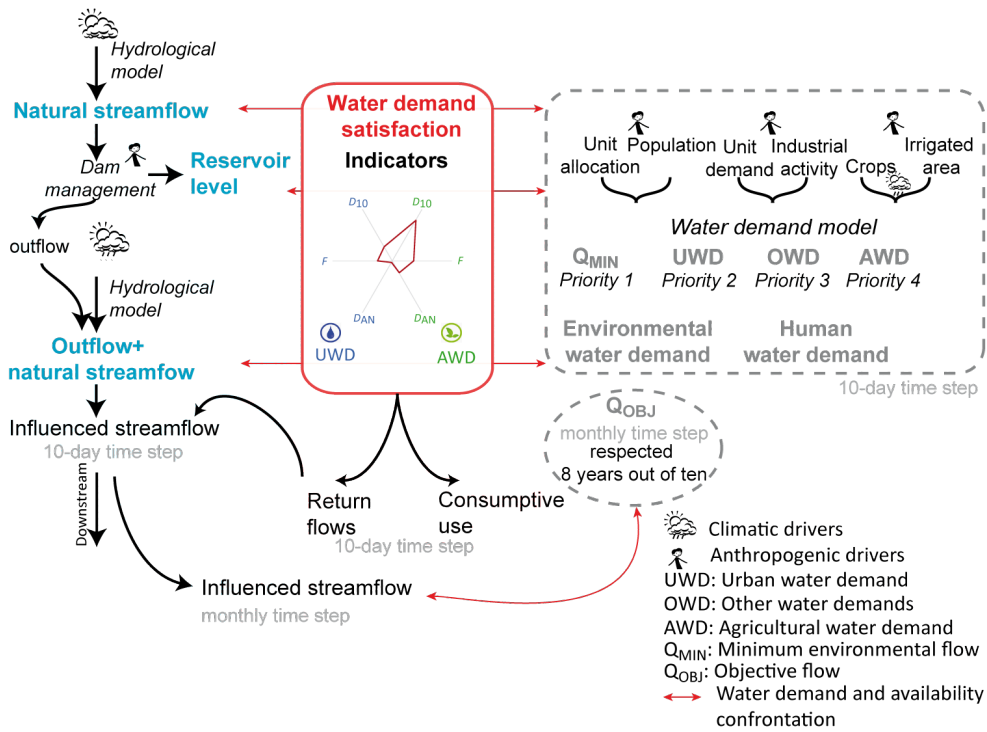 Hydrological
model
Natural streamflow
Dam
management
Reservoir
level
outflow
Hydrological
model
Outflow+
natural streamfow
Influenced streamflow
10-day time step
Downstream
Influenced streamflow
monthly time step
Water demand
satisfaction
Indicators
D10
D10
F
F
DAN
DAN
UWD
AWD
Return
flows
Consumptive
use
10-day time step
Unit
allocation
Population
Unit
demand
Industrial
activity
Crops
Irrigated
area
Water demand model
QMIN
Priority 1
UWD
Priority 2
OWD
Priority 3
AWD
Priority 4
Environmental
water demand
Human
water demand
10-day time step
QOBJ
monthly time step
respected
8 years out of ten
Climatic drivers
Anthropogenic drivers
UWD: Urban water demand
OWD: Other water demands
AWD: Agricultural water demand
QMIN: Minimum environmental flow
QOBJ: Objective flow
Water demand and availability
confrontation